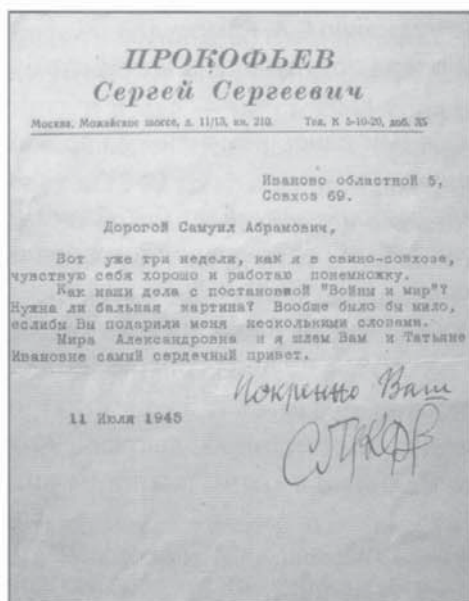 ПРОКОФЬЕВ
Сергей Сергеевич
Москва, Можайское шоссе, д. 11/13, кв. 210. Тел. К 5-10-20, доб. 35
Иваново областной 5,
Совхоз 69.
Дорогой Самуил Абрамович,
Вот уже три недели, как я в свино-совхозе,
чувствую себя хорошо и работаю понемножку.
Как наши дела с постановкой "Войны и мир"?
Нужна ли бальная картина? Вообще было бы мило,
еслибы Вы подарили меня несколькими словами.
Мира Александровна и я шлем Вам и Татьяне
Ивановне самый сердечный привет.
Искренно Ваш
11 Июля 1945
СПРКФВ